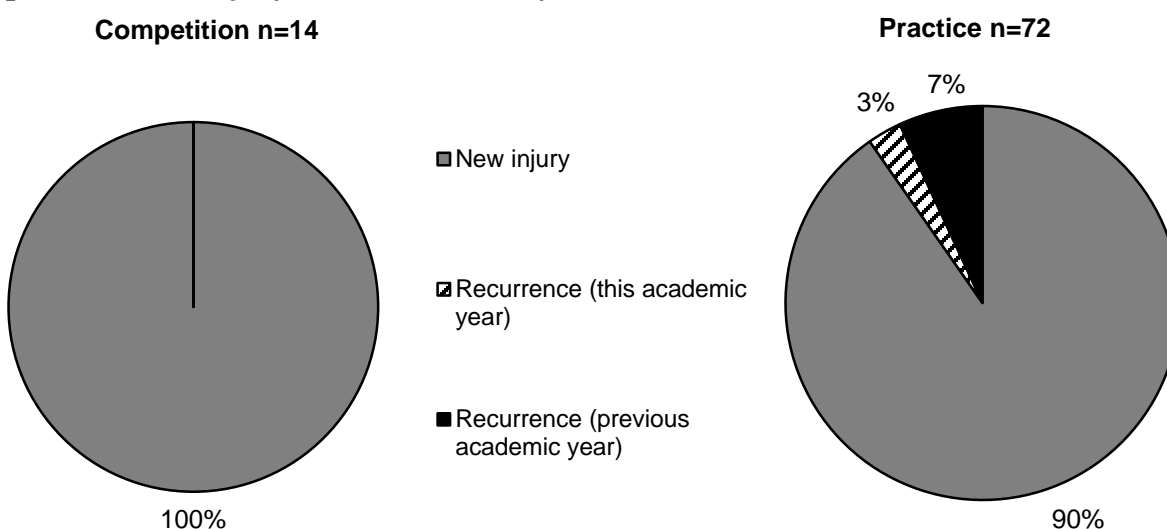 Competition n=14
Practice n=72
New injury
Recurrence (this academic
year)
Recurrence (previous
academic year)
100%
3%
7%
90%